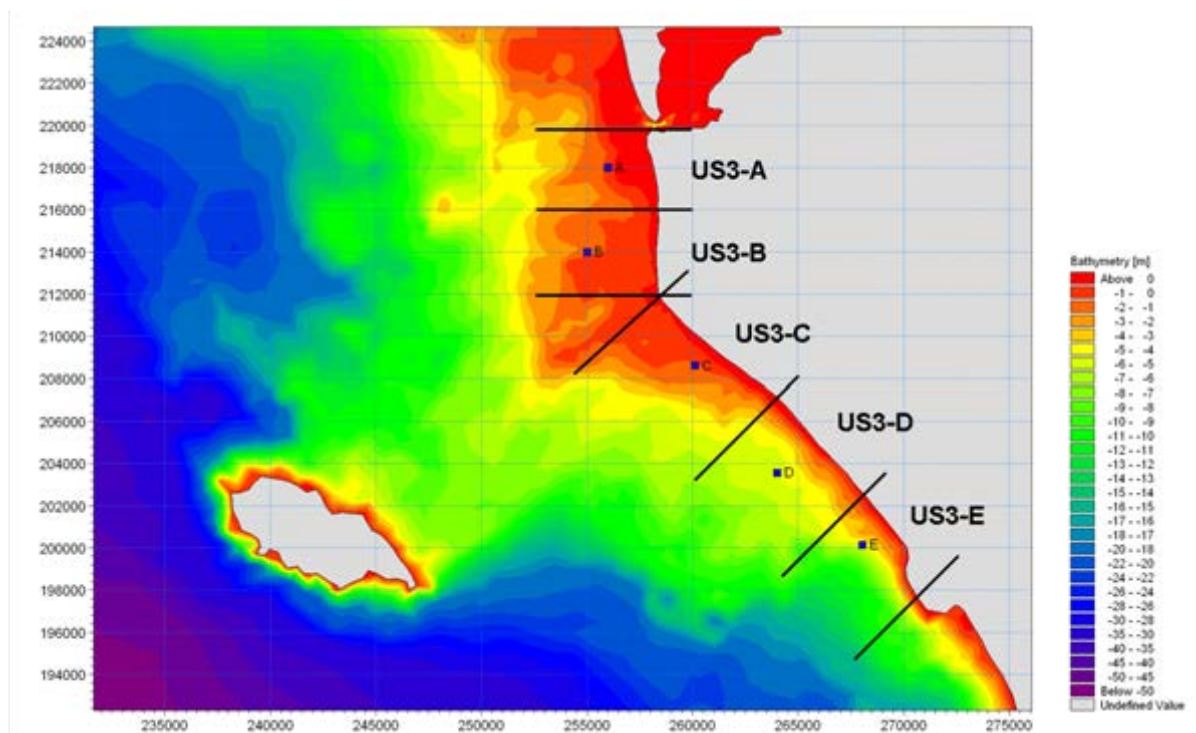 224000
222000
220000
218000
216000
214000
212000
210000
208000
206000
204000
202000
200000
198000
196000
194000
235000 240000 245000 250000 255000 260000 265000 270000 275000
A
US3-A
B
US3-B
US3-C
C
US3-D
D
US3-E
E
Bathymetry [m]
Above 0
-1 - 0
-2 - -1
-3 - -2
-4 - -3
-5 - -4
-6 - -5
-7 - -6
-8 - -7
-9 - -8
-10 - -9
-11 - -10
-12 - -11
-13 - -12
-14 - -13
-15 - -14
-16 - -15
-17 - -16
-18 - -17
-20 - -18
-22 - -20
-24 - -22
-26 - -24
-28 - -26
-30 - -28
-35 - -30
-40 - -35
-45 - -40
-50 - -45
Below -50
Undefined Value